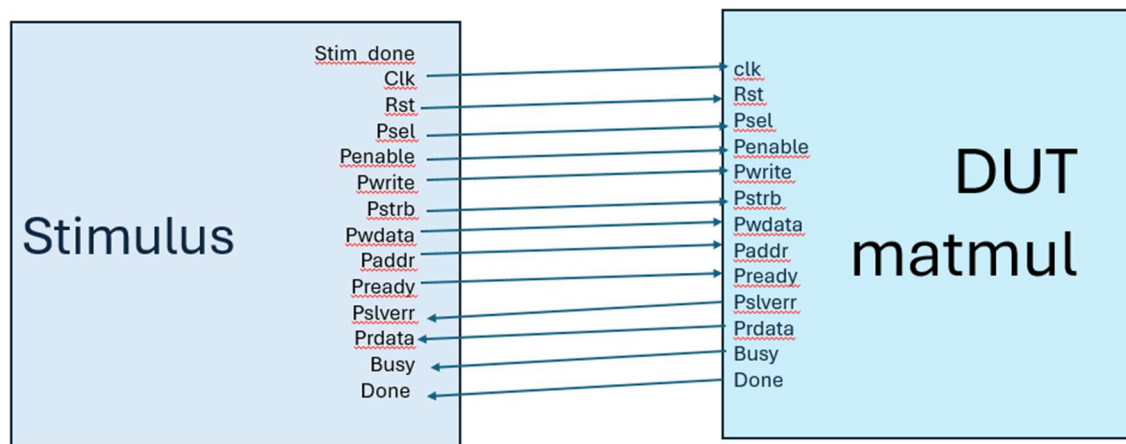 Stimulus
Stim_done
Clk
Rst
Psel
Penable
Pwrite
Pstrb
Pwdata
Paddr
Pready
Pslverr
Prdata
Busy
Done
clk
Rst
Psel
Penable
Pwrite
Pstrb
Pwdata
Paddr
Pready
Pslverr
Prdata
Busy
Done
DUT
matmul